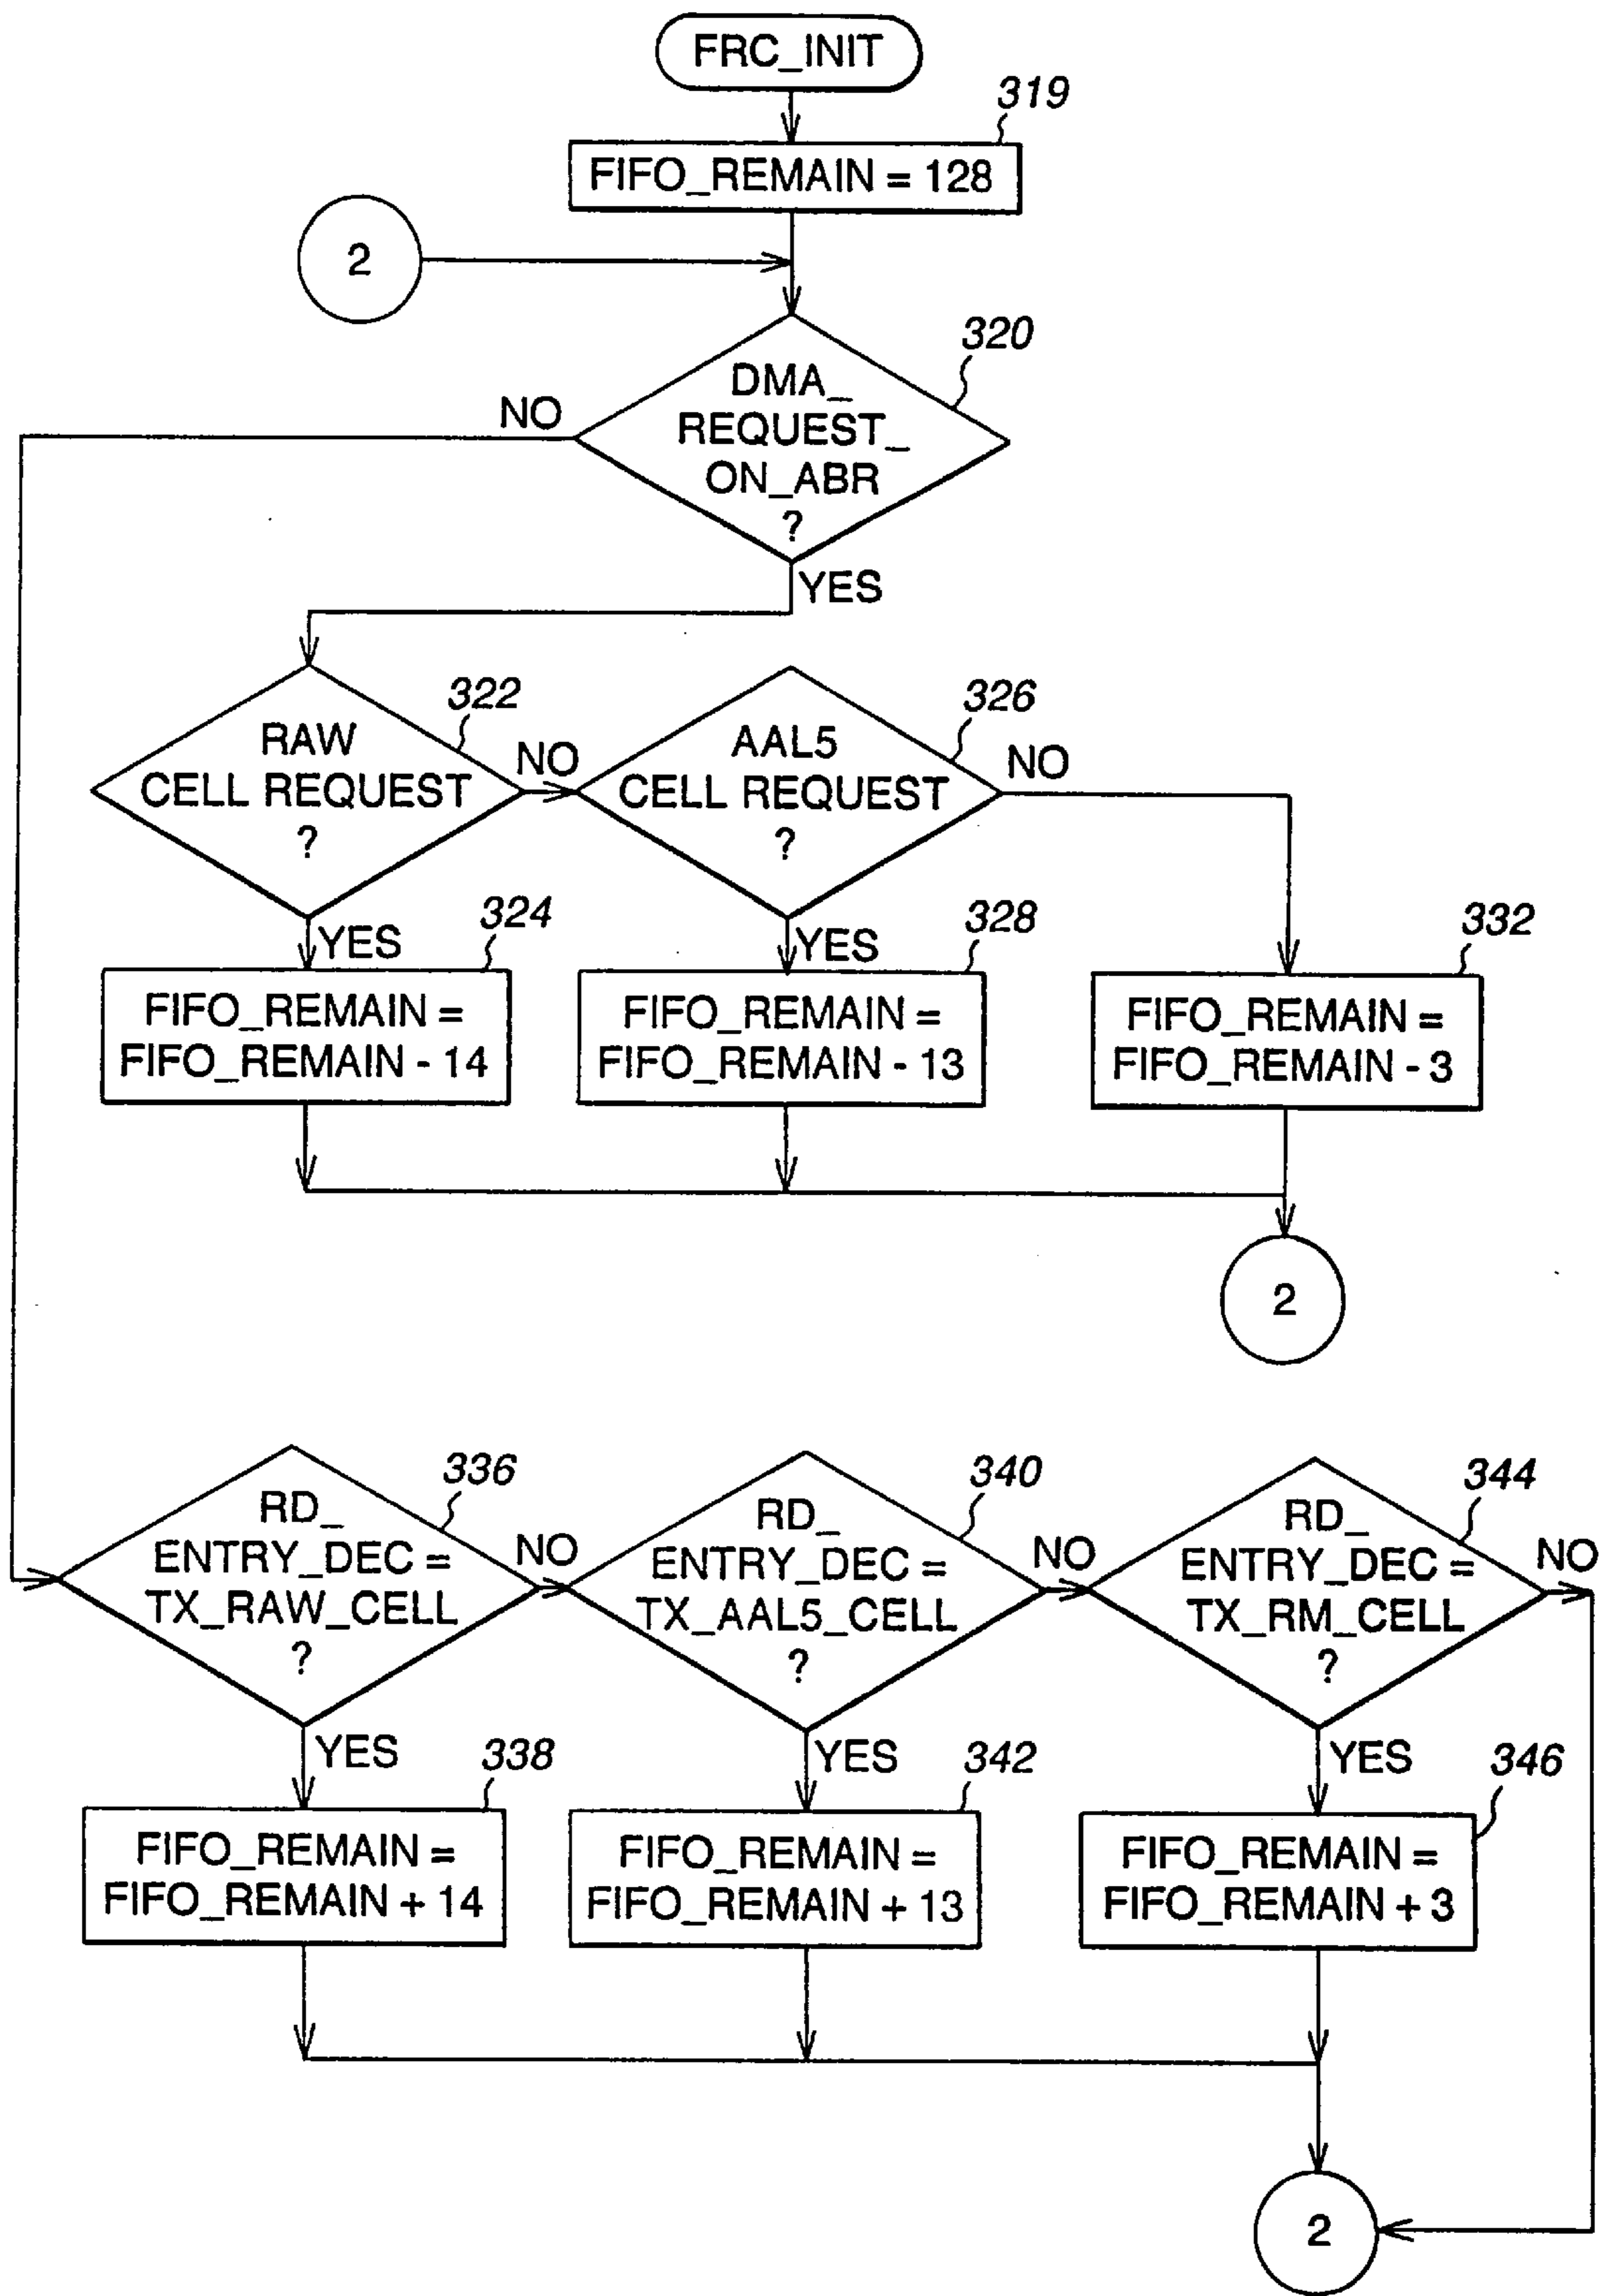 FRC_INIT
319
FIFO_REMAIN = 128
2
320
DMA_
REQUEST_
ON_ABR
?
NO
YES
322
RAW
CELL REQUEST
?
NO
326
AAL5
CELL REQUEST
?
NO
YES
324
FIFO_REMAIN =
FIFO_REMAIN - 14
YES
328
FIFO_REMAIN =
FIFO_REMAIN - 13
332
FIFO_REMAIN =
FIFO_REMAIN - 3
2
336
RD_
ENTRY_DEC =
TX_RAW_CELL
?
NO
340
RD_
ENTRY_DEC =
TX_AAL5_CELL
?
NO
344
RD_
ENTRY_DEC =
TX_RM_CELL
?
NO
YES
338
FIFO_REMAIN =
FIFO_REMAIN + 14
YES
342
FIFO_REMAIN =
FIFO_REMAIN + 13
YES
346
FIFO_REMAIN =
FIFO_REMAIN + 3
2